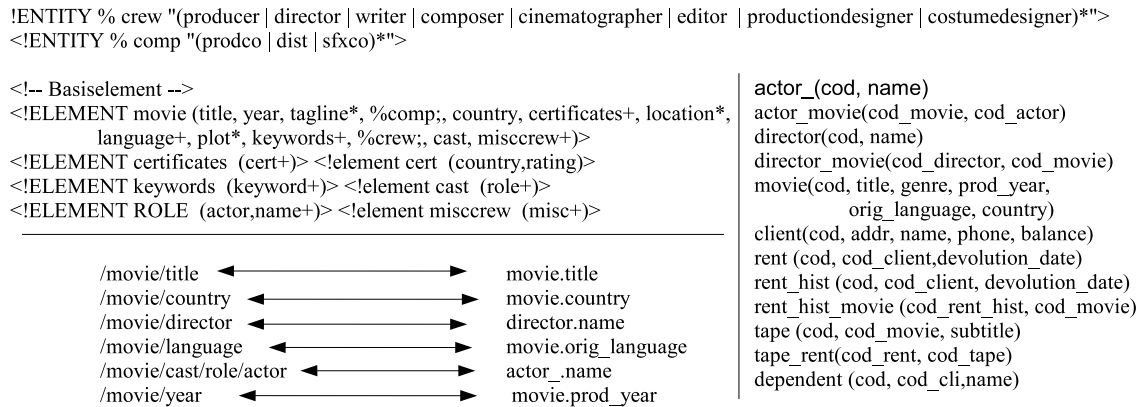 !ENTITY % crew "(producer | director | writer | composer | cinematographer | editor | productiondesigner | costumedesigner)*">
<!ENTITY % comp "(prodco | dist | sfxco)*">
<!-- Basiselement -->
<!ELEMENT movie (title, year, tagline*, %comp;, country, certificates+, location*,
language+, plot*, keywords+, %crew;, cast, misccrew+)>
<!ELEMENT certificates (cert+)> <!element cert (country,rating)>
<!ELEMENT keywords (keyword+)> <!element cast (role+)>
<!ELEMENT ROLE (actor,name+)> <!element misccrew (misc+)>
/movie/title movie.title
/movie/country movie.country
/movie/director director.name
/movie/language movie.orig_language
/movie/cast/role/actor actor_.name
/movie/year movie.prod_year
actor_(cod, name)
actor_movie(cod_movie, cod_actor)
director(cod, name)
director_movie(cod_director, cod_movie)
movie(cod, title, genre, prod_year,
orig_language, country)
client(cod, addr, name, phone, balance)
rent (cod, cod_client,devolution_date)
rent_hist (cod, cod_client, devolution_date)
rent_hist_movie (cod_rent_hist, cod_movie)
tape (cod, cod_movie, subtitle)
tape_rent(cod_rent, cod_tape)
dependent (cod, cod_cli,name)